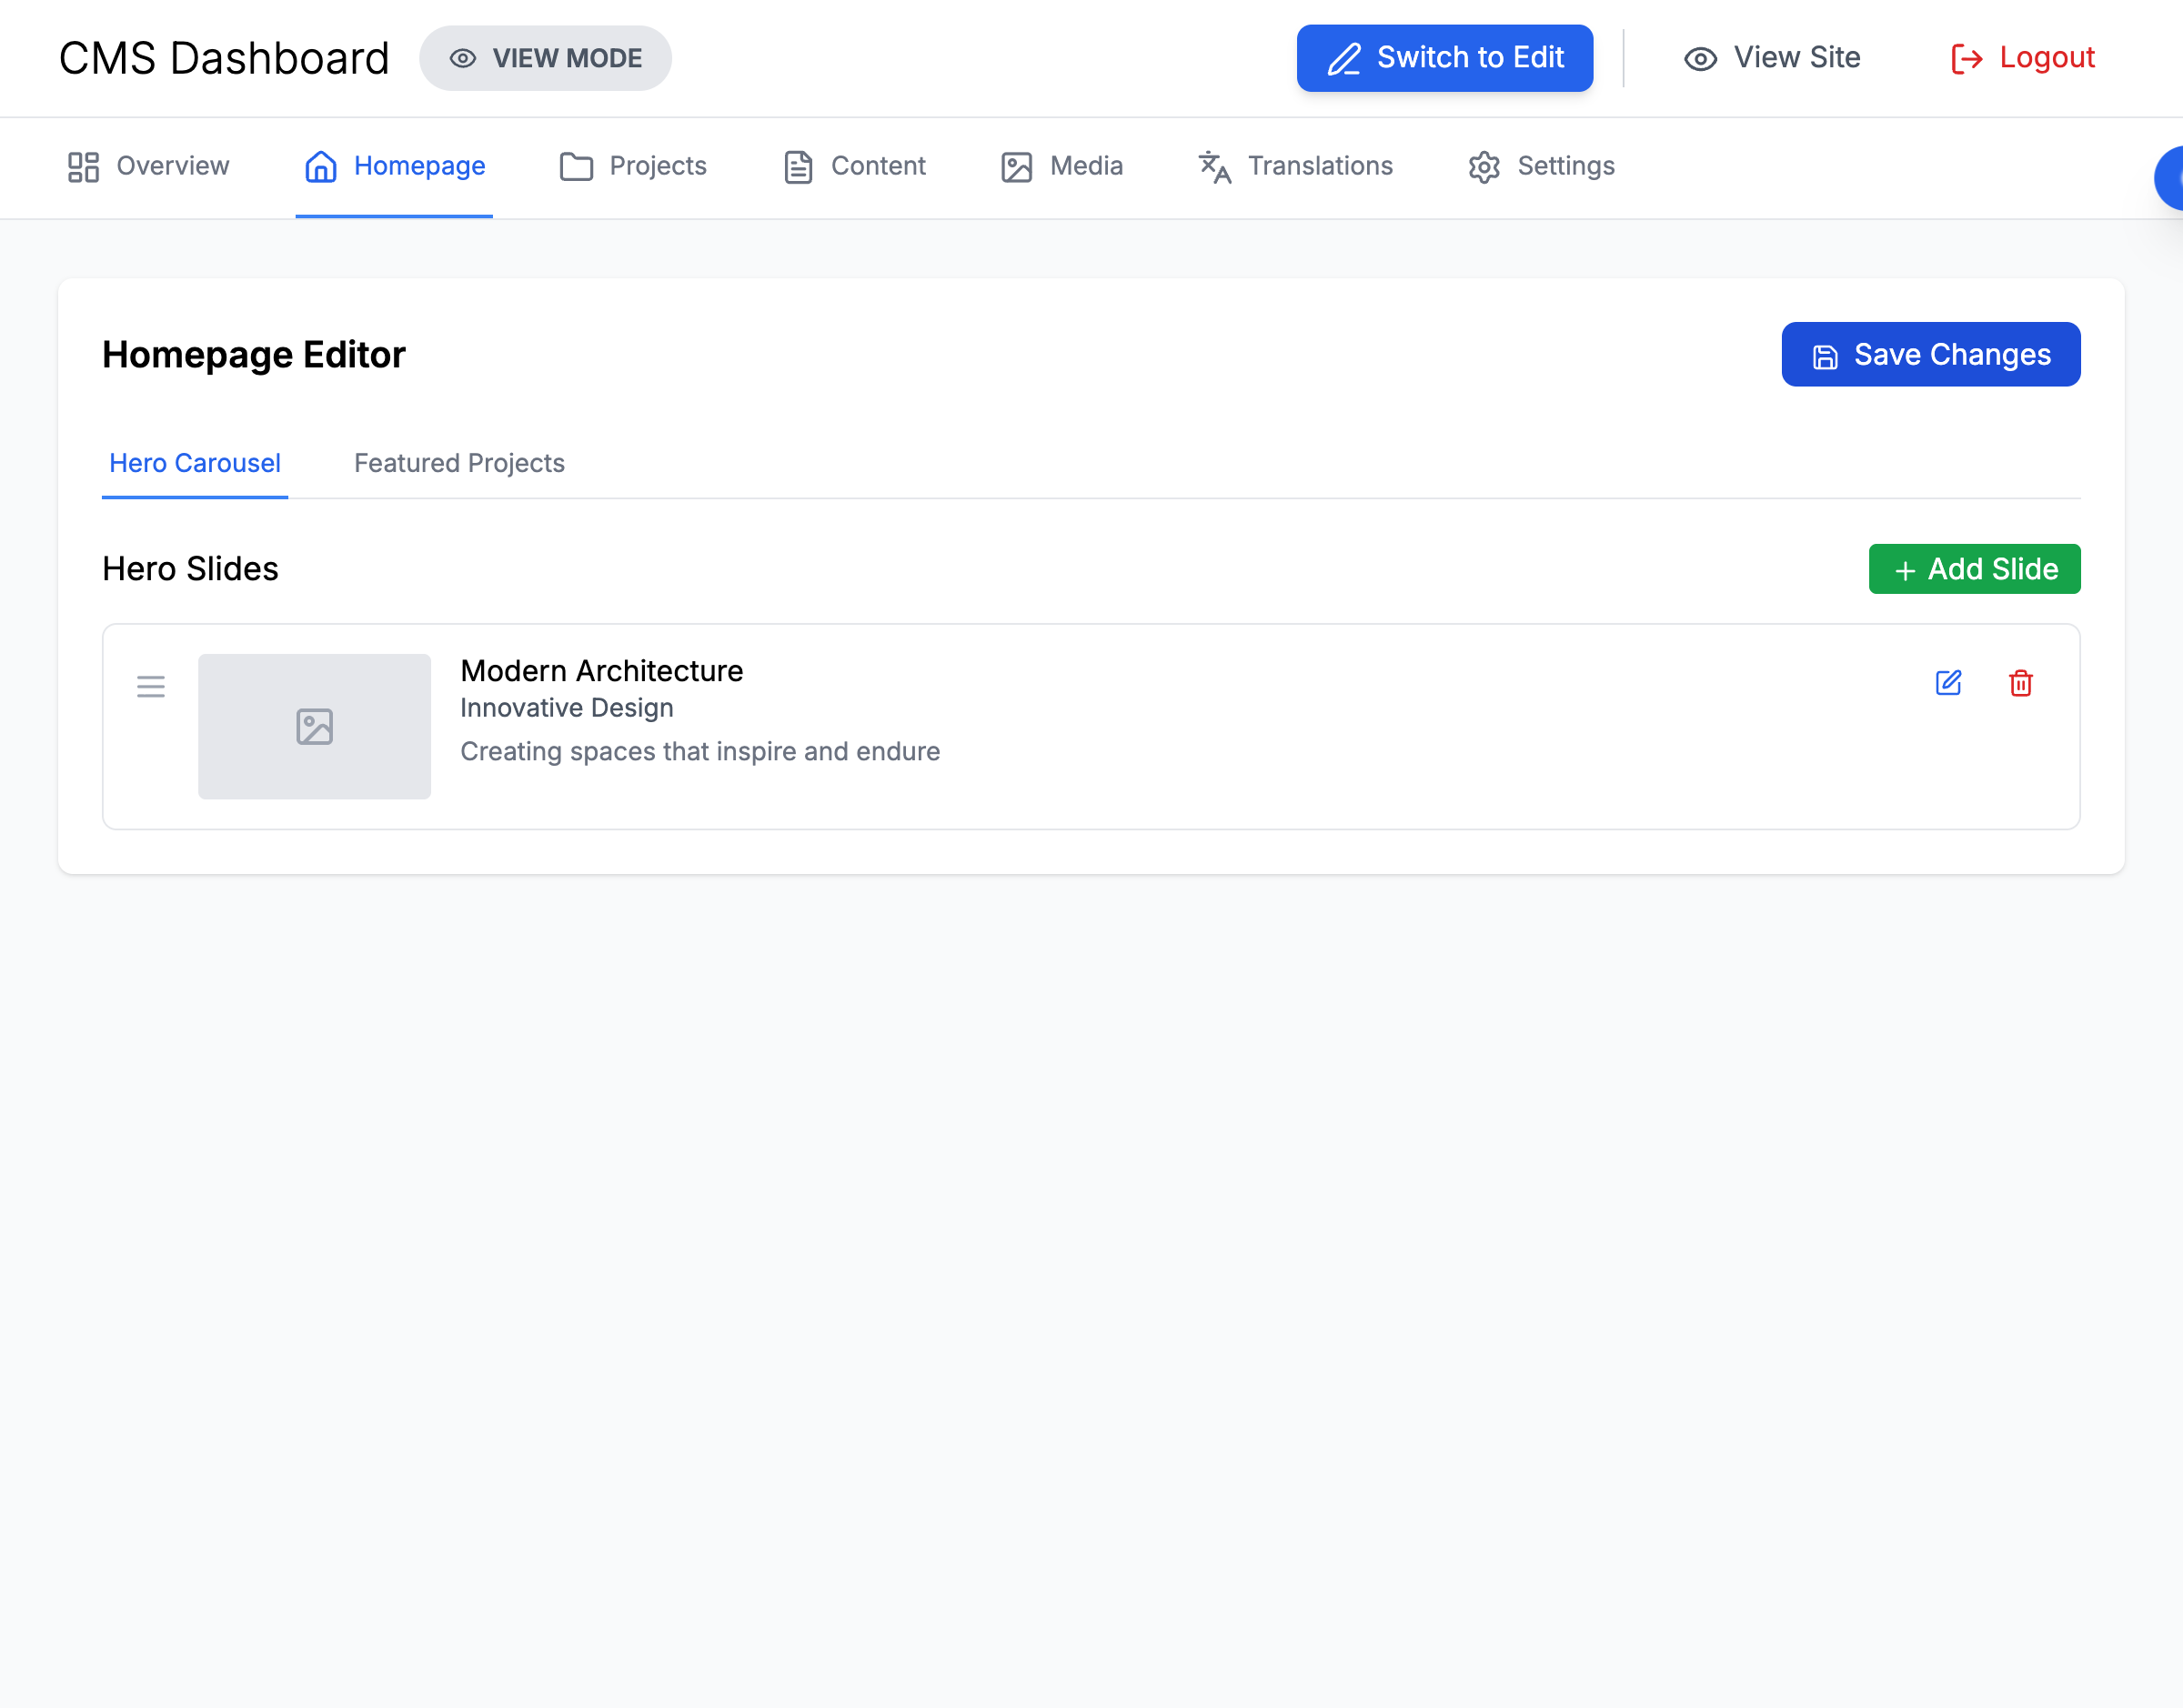 CMS Dashboard
VIEW MODE
Switch to Edit
View Site
Logout
Overview
Homepage
Projects
Content
Media
Translations
Settings
Homepage Editor
Save Changes
Hero Carousel
Featured Projects
Hero Slides
Add Slide
Modern Architecture
Innovative Design
Creating spaces that inspire and endure